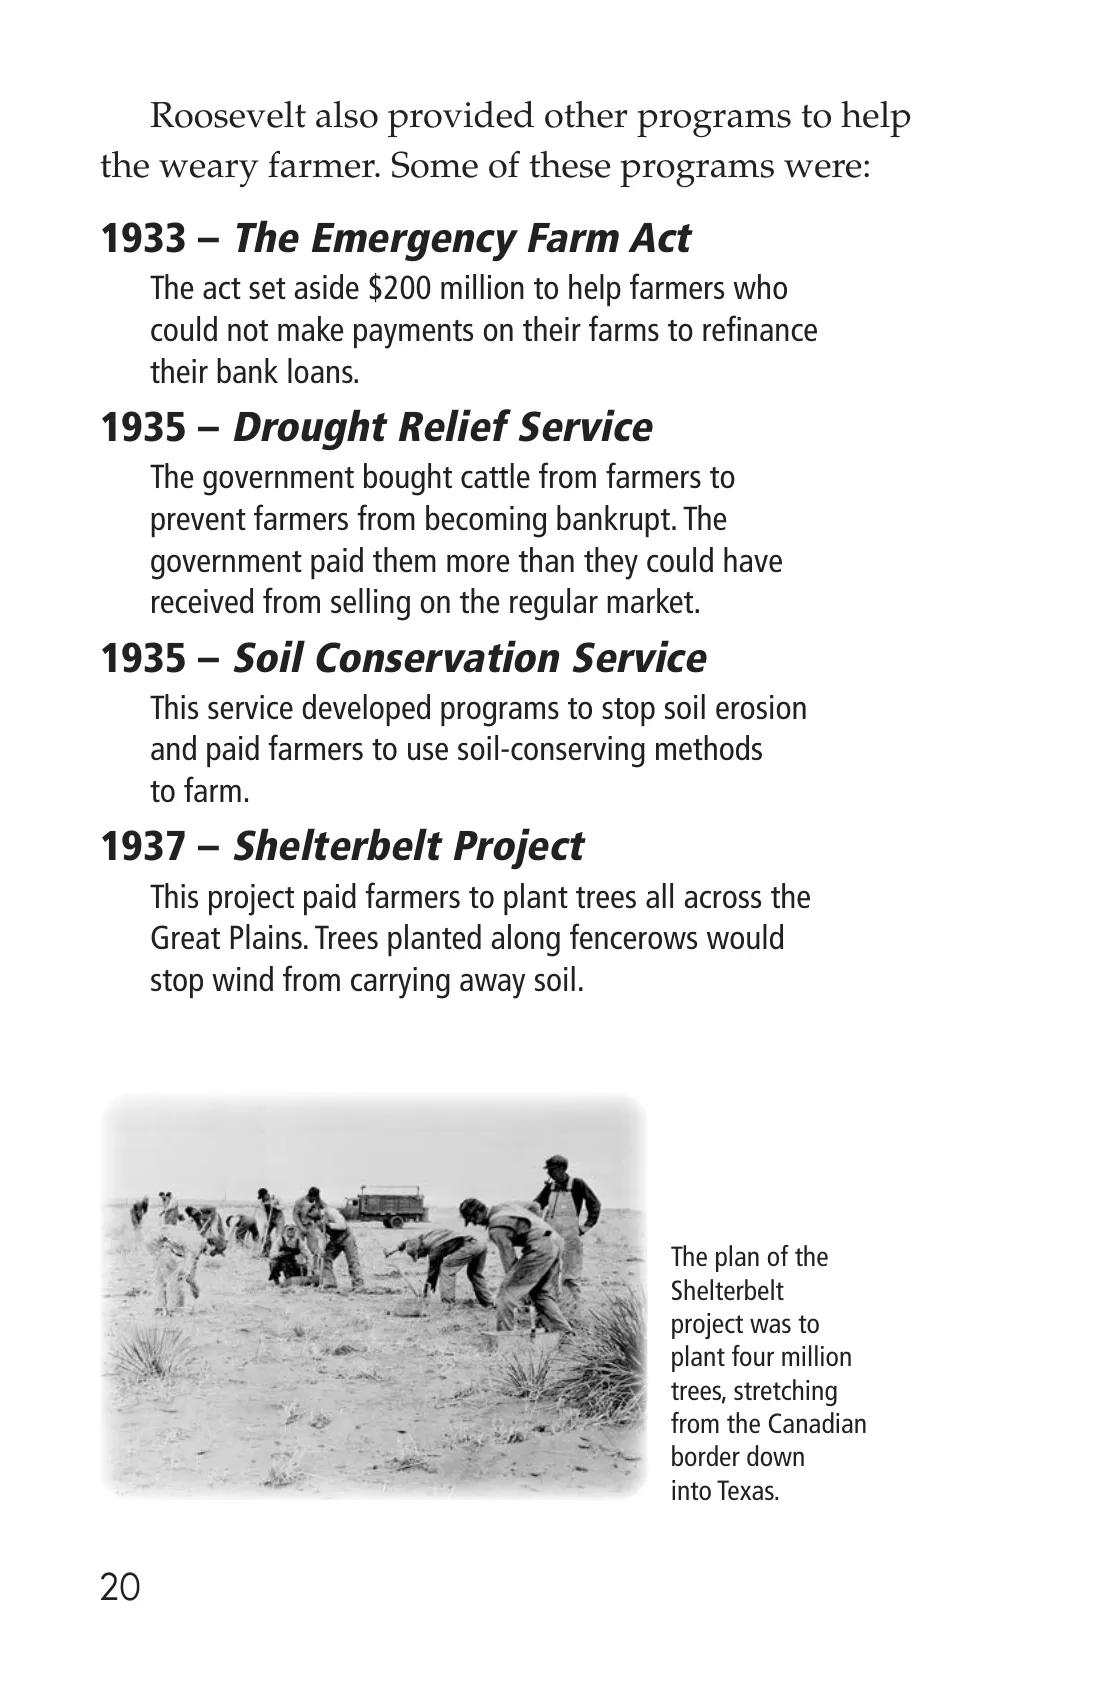 Roosevelt also provided other programs to help
the weary farmer. Some of these programs were:
1933 – The Emergency Farm Act
The act set aside $200 million to help farmers who
could not make payments on their farms to refinance
their bank loans.
1935 – Drought Relief Service
The government bought cattle from farmers to
prevent farmers from becoming bankrupt. The
government paid them more than they could have
received from selling on the regular market.
1935 – Soil Conservation Service
This service developed programs to stop soil erosion
and paid farmers to use soil-conserving methods
to farm.
1937 – Shelterbelt Project
This project paid farmers to plant trees all across the
Great Plains. Trees planted along fencerows would
stop wind from carrying away soil.
The plan of the
Shelterbelt
project was to
plant four million
trees, stretching
from the Canadian
border down
into Texas.
20